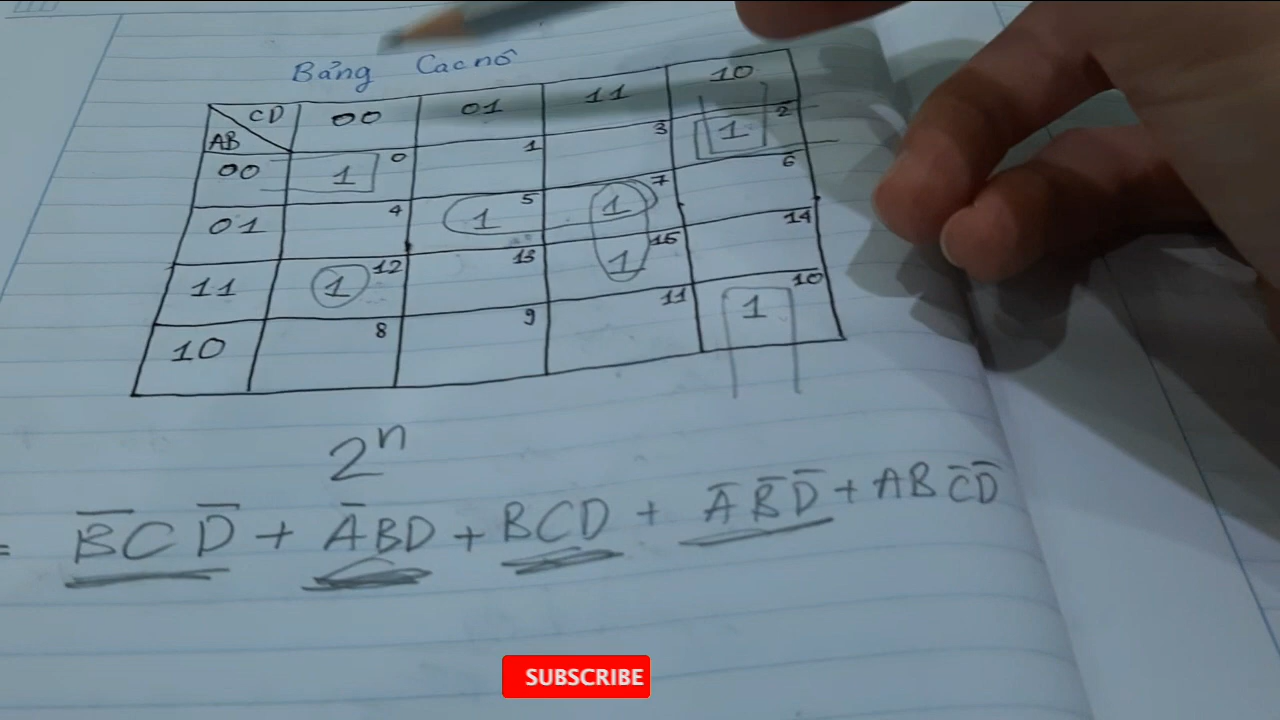 Bảng Cacnô
CD 00 01 11 10
AB
00 1 0 1 3 1 2
01 4 1 5 1 7 6
11 1 12 13 1 15 14
10 8 9 11 1 10
2ⁿ
= B̅CD̅ + A̅BD + BCD + A̅B̅D̅ + ABC̅D̅
SUBSCRIBE